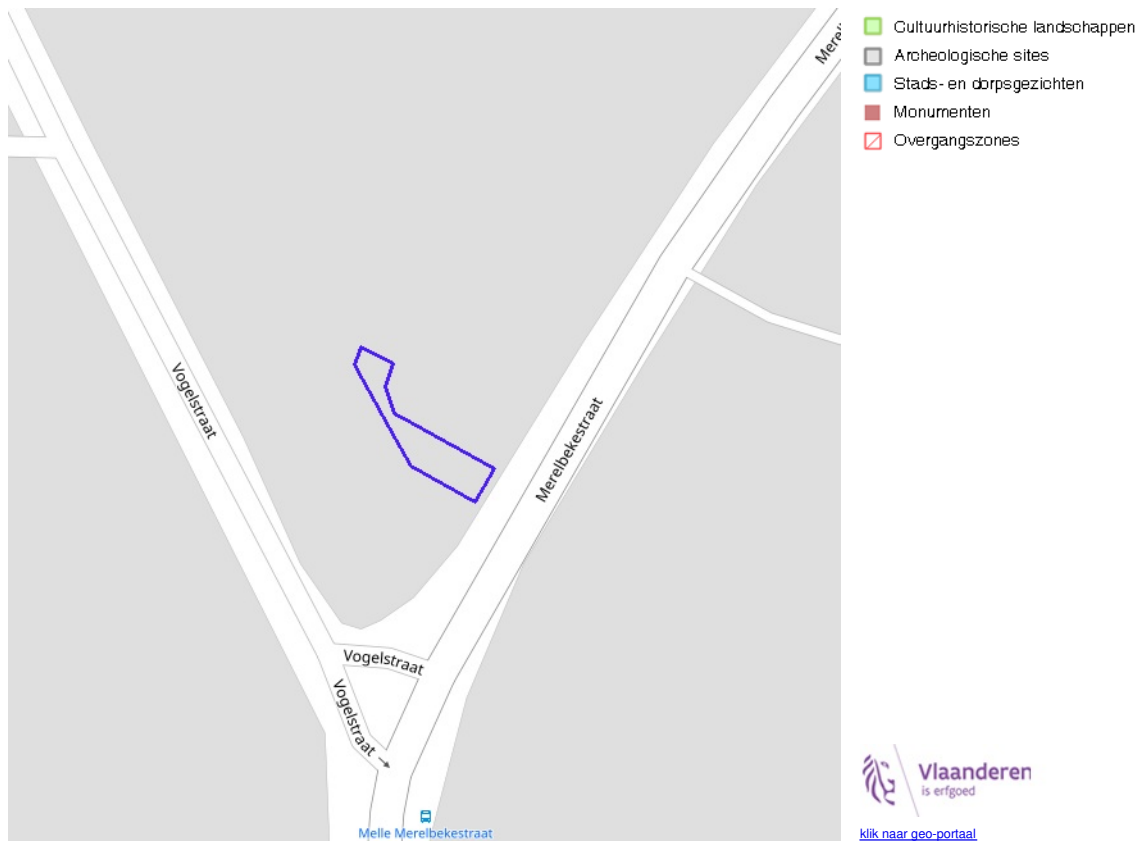 Merelb
Vogelstraat
Merelbekestraat
Vogelstraat
Vogelstraat
Melle Merelbekestraat
Cultuurhistorische landschappen
Archeologische sites
Stads- en dorpsgezichten
Monumenten
Overgangszones
Vlaanderen
is erfgoed
klik naar geo-portaal